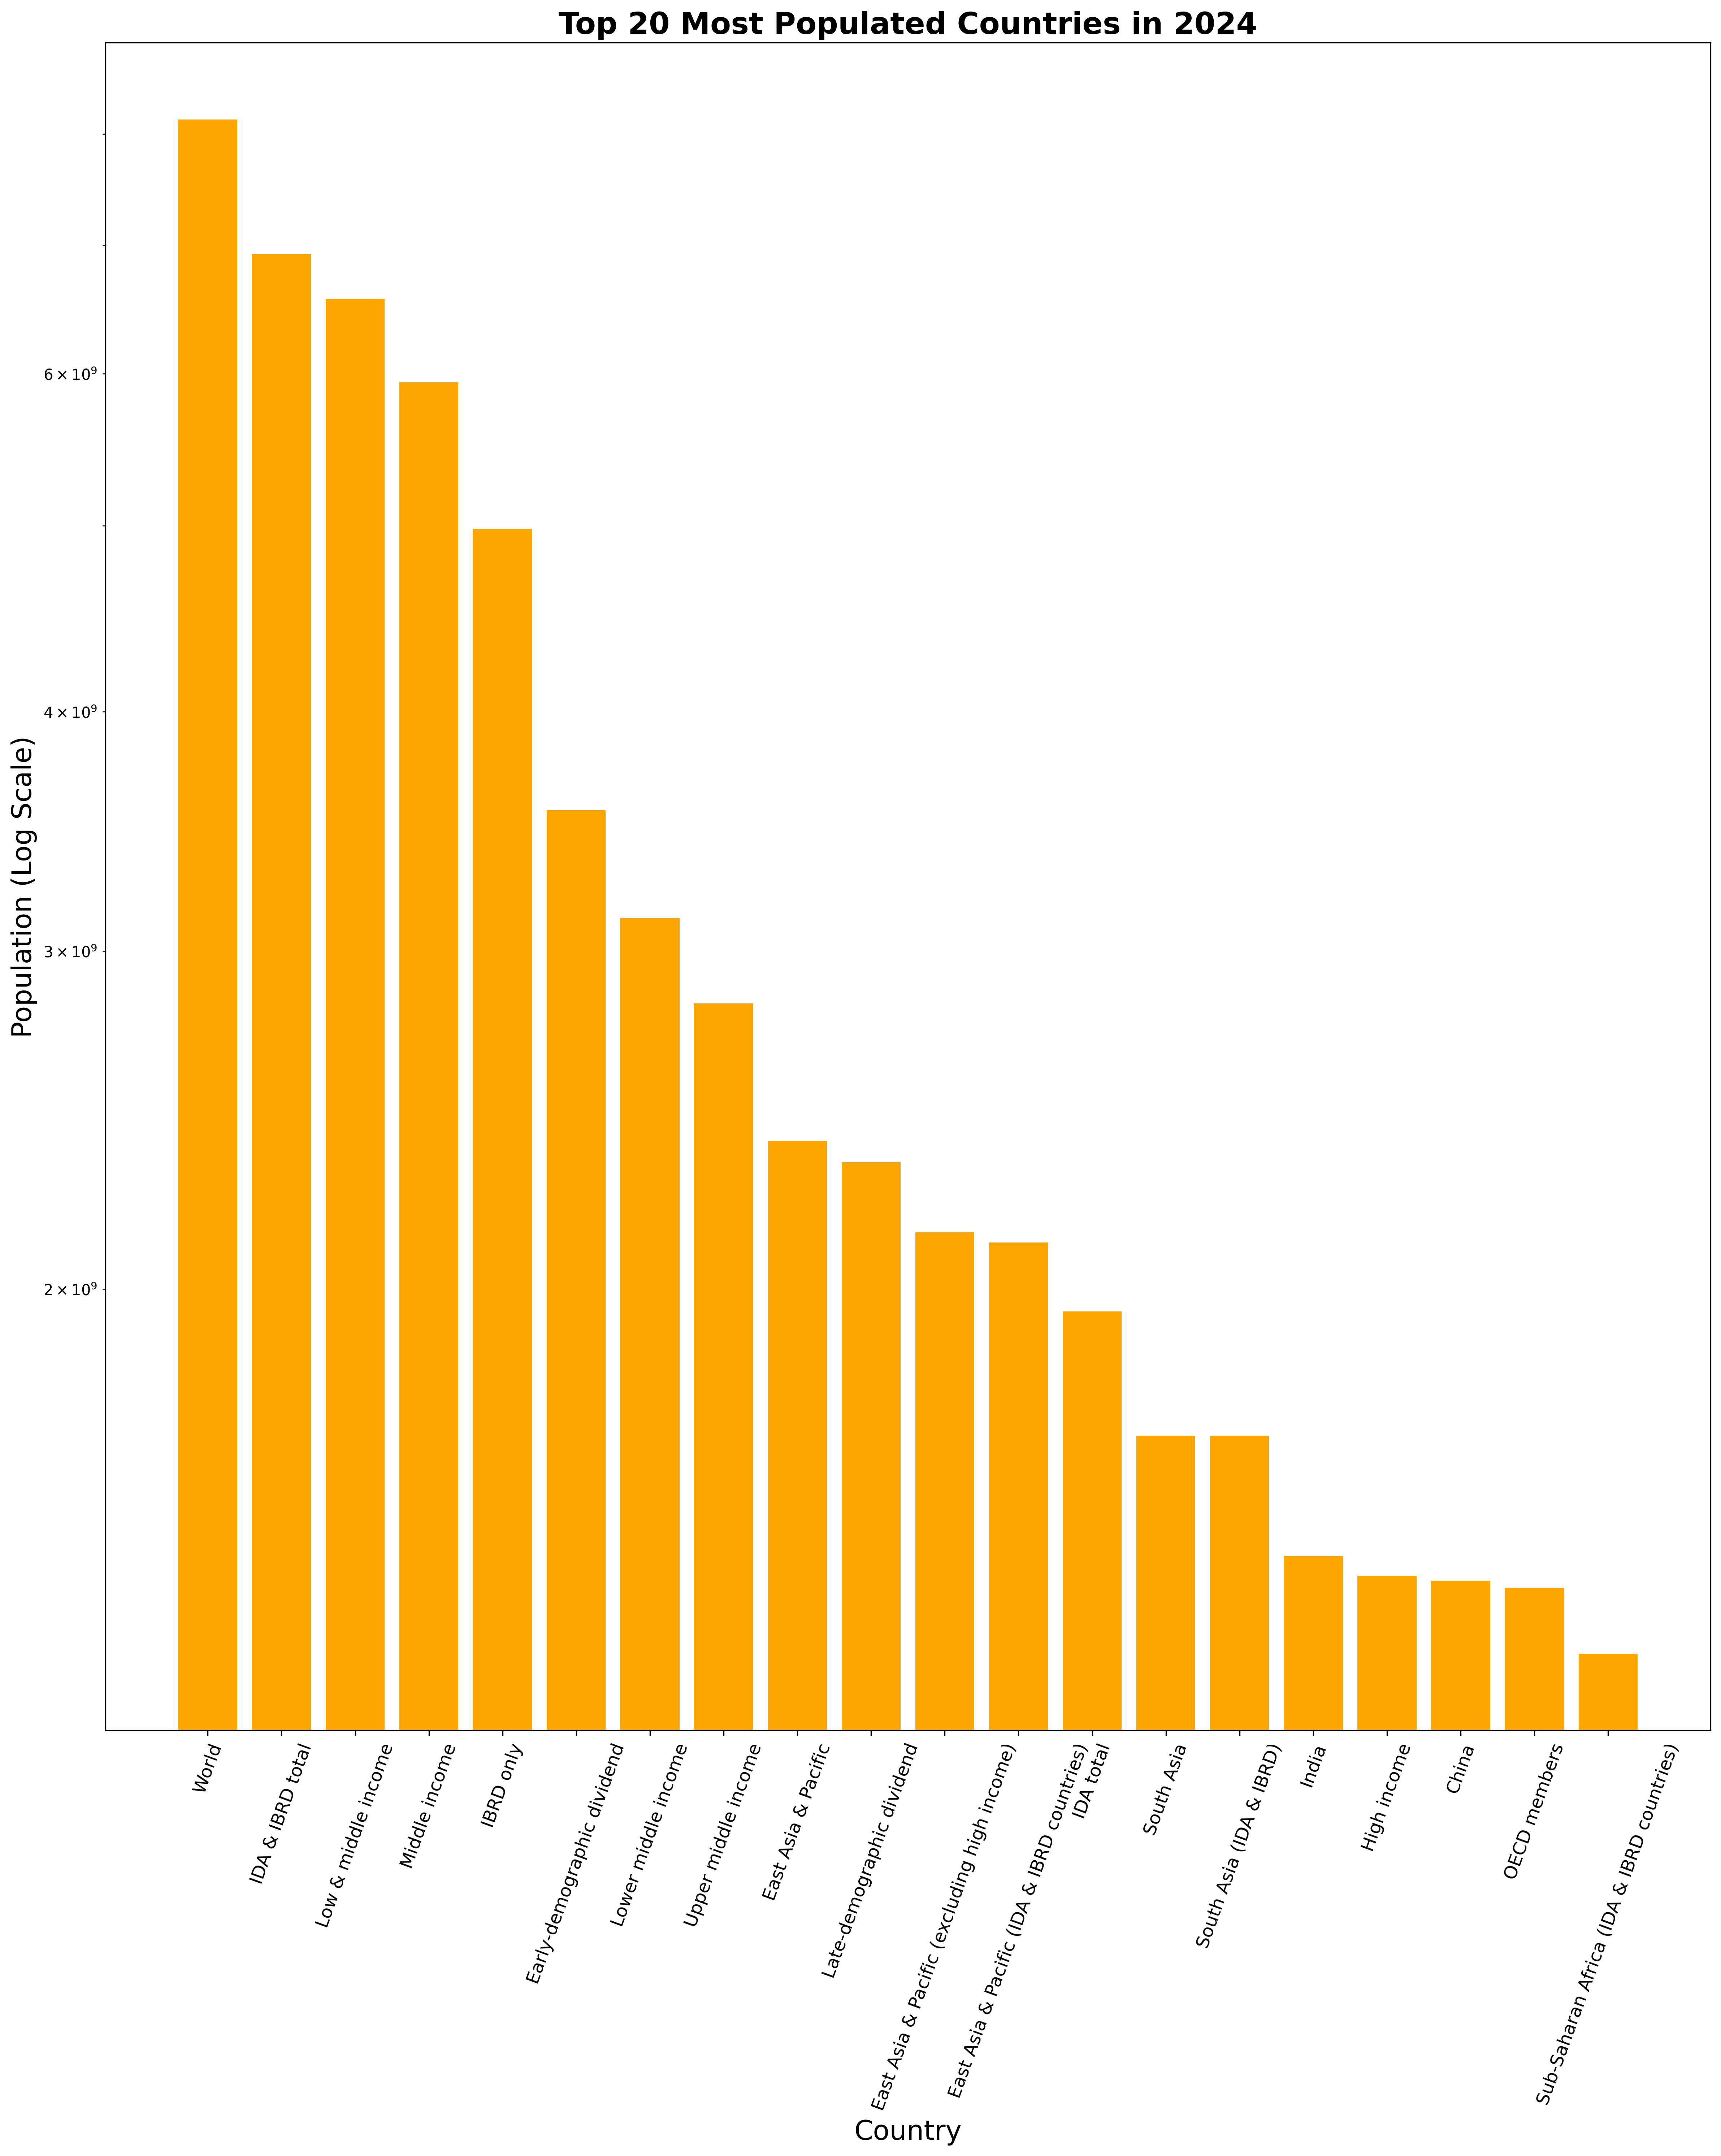 Top 20 Most Populated Countries in 2024
Population (Log Scale)
6 × 10⁹
4 × 10⁹
3 × 10⁹
2 × 10⁹
World
IDA & IBRD total
Low & middle income
Middle income
IBRD only
Early-demographic dividend
Lower middle income
Upper middle income
East Asia & Pacific
Late-demographic dividend
East Asia & Pacific (excluding high income)
East Asia & Pacific (IDA & IBRD countries)
IDA total
South Asia
South Asia (IDA & IBRD)
India
High income
China
OECD members
Sub-Saharan Africa (IDA & IBRD countries)
Country